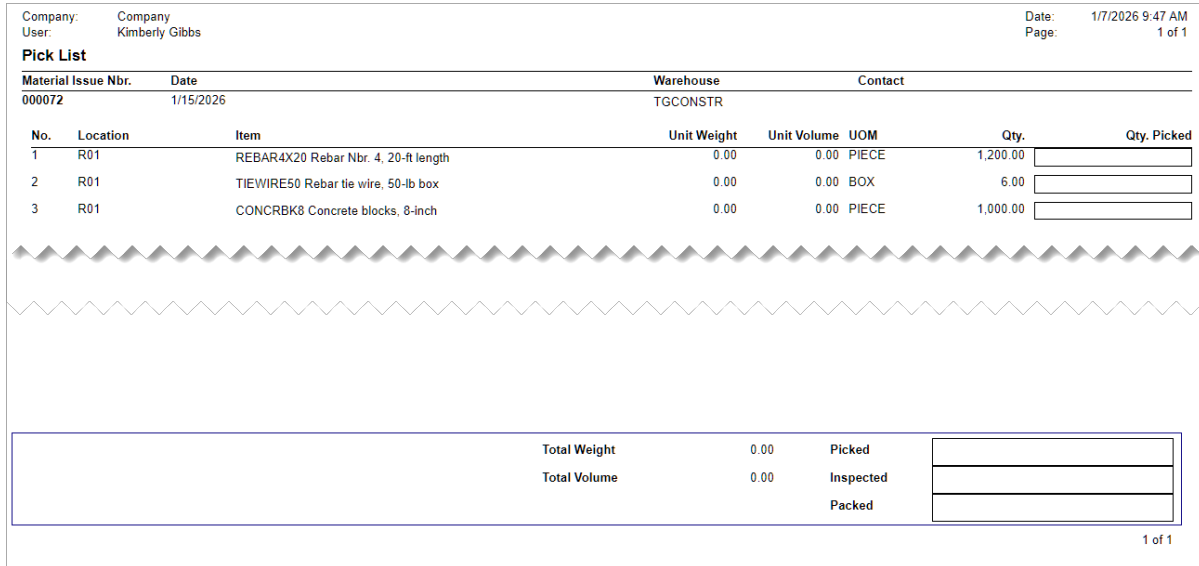 Company: Company Date: 1/7/2026 9:47 AM
User: Kimberly Gibbs Page: 1 of 1
Pick List
Material Issue Nbr. Date Warehouse Contact
000072 1/15/2026 TGCONSTR
No. Location Item Unit Weight Unit Volume UOM Qty. Qty. Picked
1 R01 REBAR4X20 Rebar Nbr. 4, 20-ft length 0.00 0.00 PIECE 1,200.00
2 R01 TIEWIRE50 Rebar tie wire, 50-lb box 0.00 0.00 BOX 6.00
3 R01 CONCRBK8 Concrete blocks, 8-inch 0.00 0.00 PIECE 1,000.00
Total Weight 0.00 Picked
Total Volume 0.00 Inspected
Packed
1 of 1